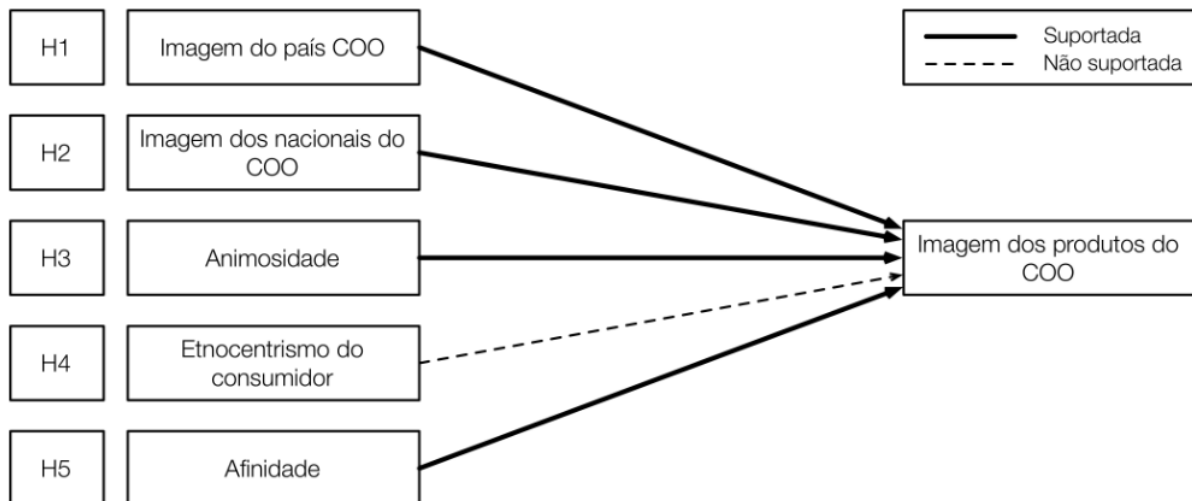 H1
Imagem do país COO
Suportada
Não suportada
H2
Imagem dos nacionais do
COO
H3
Animosidade
Imagem dos produtos do
COO
H4
Etnocentrismo do
consumidor
H5
Afinidade